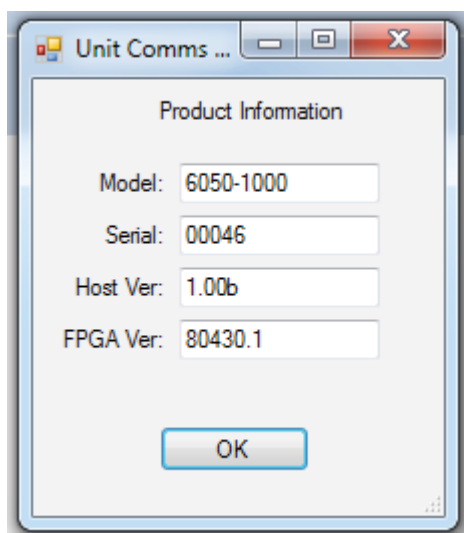 Unit Comms ...
Product Information
Model: 6050-1000
Serial: 00046
Host Ver: 1.00b
FPGA Ver: 80430.1
OK